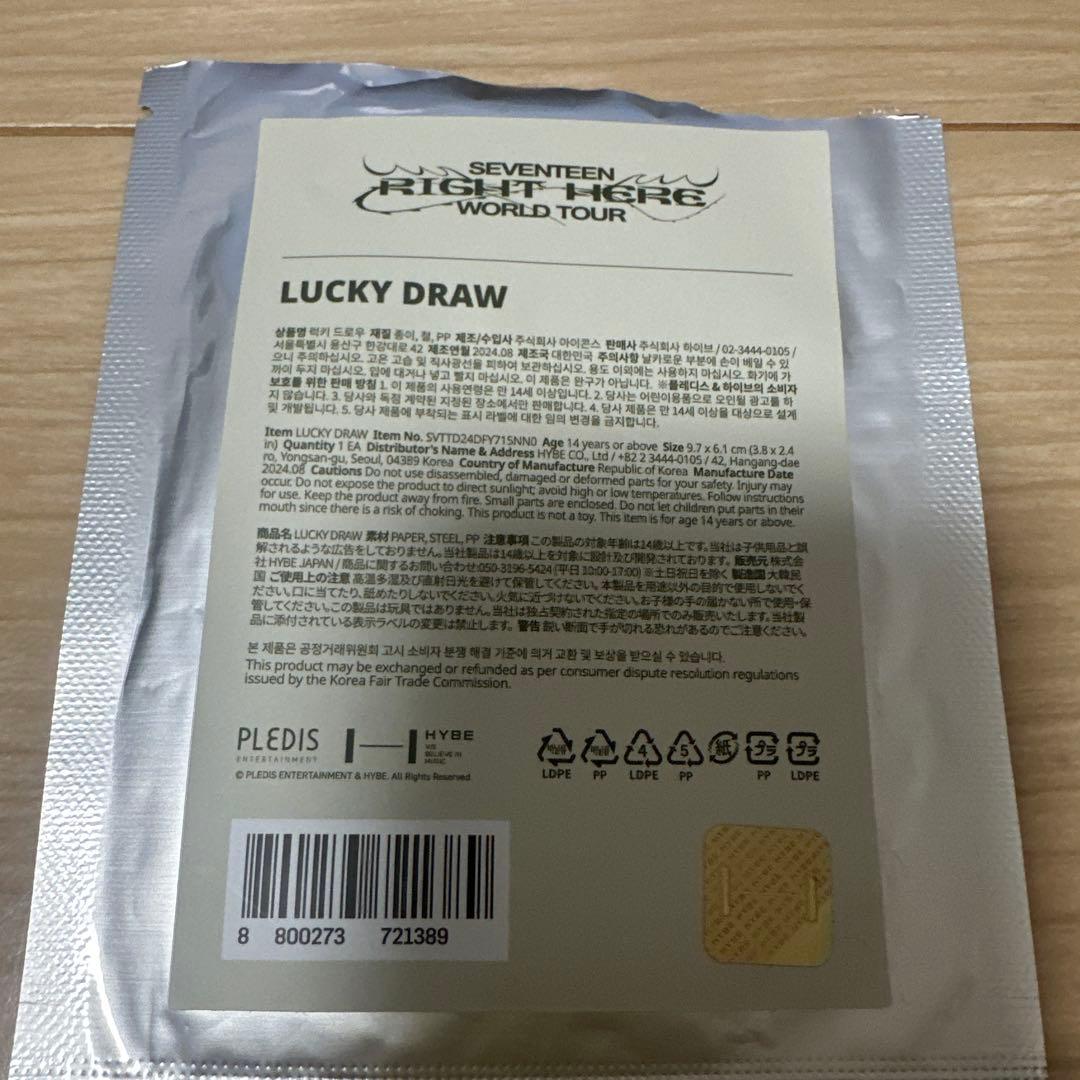 SEVENTEEN
RIGHT HERE
WORLD TOUR
LUCKY DRAW
상품명 럭키 드로우 재질 종이, 철, PP 제조/수입사 주식회사 아이콘스 판매사 주식회사 하이브 / 02-3444-0105 /
서울특별시 용산구 한강대로 42 제조연월 2024.08 제조국 대한민국 주의사항 날카로운 부분에 손이 베일 수 있
으니 주의하십시오. 고온 고습 및 직사광선을 피하여 보관하십시오. 용도 이외에는 사용하지 마십시오. 화기에 가
까이 두지 마십시오. 입에 대거나 넣고 빨지 마십시오. 이 제품은 완구가 아닙니다. ※플레디스 & 하이브의 소비자
보호를 위한 판매 방침 1. 이 제품의 사용연령은 만 14세 이상입니다. 2. 당사는 어린이용품으로 오인될 광고를 하
지 않습니다. 3. 당사와 독점 계약된 지정된 장소에서만 판매합니다. 4. 당사 제품은 만 14세 이상을 대상으로 설계
및 개발됩니다. 5. 당사 제품에 부착되는 표시 라벨에 대한 임의 변경을 금지합니다.
Item LUCKY DRAW Item No. SVTTD24DFY715NN0 Age 14 years or above Size 9.7 x 6.1 cm (3.8 x 2.4
in) Quantity 1 EA Distributor's Name & Address HYBE CO., Ltd / +82 2 3444-0105 / 42, Hangang-dae
ro, Yongsan-gu, Seoul, 04389 Korea Country of Manufacture Republic of Korea Manufacture Date
2024.08 Cautions Do not use disassembled, damaged or deformed parts for your safety. Injury may
occur. Do not expose the product to direct sunlight; avoid high or low temperatures. Follow instructions
for use. Keep the product away from fire. Small parts are enclosed. Do not let children put parts in their
mouth since there is a risk of choking. This product is not a toy. This item is for age 14 years or above.
商品名 LUCKY DRAW 素材 PAPER, STEEL, PP 注意事項 この製品の対象年齢は14歳以上です。当社は子供用品と誤
解されるような広告をしておりません。当社製品は14歳以上を対象に設計及び開発されております。 販売元 株式会
社 HYBE JAPAN / 商品に関するお問い合わせ:050-3196-5424 (平日 10:00-17:00) ※土日祝日を除く 製造国 大韓民
国 ご使用上の注意 高温多湿及び直射日光を避けて保管してください。本製品を用途以外の目的で使用しないでく
ださい。口に当てたり、舐めたりしないでください。火気に近づけないでください。お子様の手の届かない所で使用・保
管してください。この製品は玩具ではありません。当社は独占契約された指定の場所でのみ販売いたします。当社製
品に添付されている表示ラベルの変更は禁止します。 警告 鋭い断面で手が切れる恐れがあるのでご注意ください。
본 제품은 공정거래위원회 고시 소비자 분쟁 해결 기준에 의거 교환 및 보상을 받으실 수 있습니다.
This product may be exchanged or refunded as per consumer dispute resolution regulations
issued by the Korea Fair Trade Commission.
PLEDIS
ENTERTAINMENT
HYBE
WE
BELIEVE IN
MUSIC
© PLEDIS ENTERTAINMENT & HYBE. All Rights Reserved.
비닐류 비닐류 4 5 紙 プラ プラ
LDPE PP LDPE PP PP LDPE
8 800273 721389
HYBE HYBE HYBE